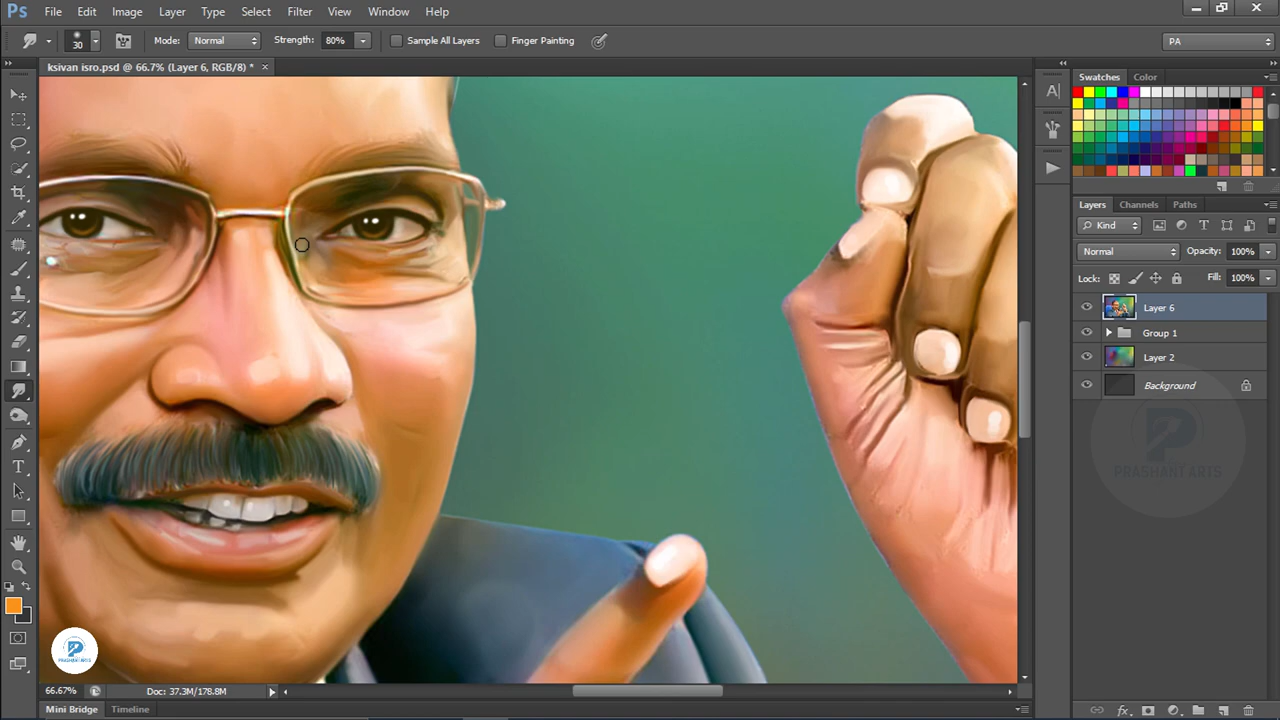 Ps File Edit Image Layer Type Select Filter View Window Help
30 Mode: Normal Strength: 80% Sample All Layers Finger Painting PA
ksivan isro.psd @ 66.7% (Layer 6, RGB/8) * ×
Swatches Color
Layers Channels Paths
Kind
Normal Opacity: 100%
Lock: Fill: 100%
Layer 6
Group 1
Layer 2
Background
PRASHANT ARTS
PRASHANT ARTS
66.67% Doc: 37.3M/178.8M
Mini Bridge Timeline